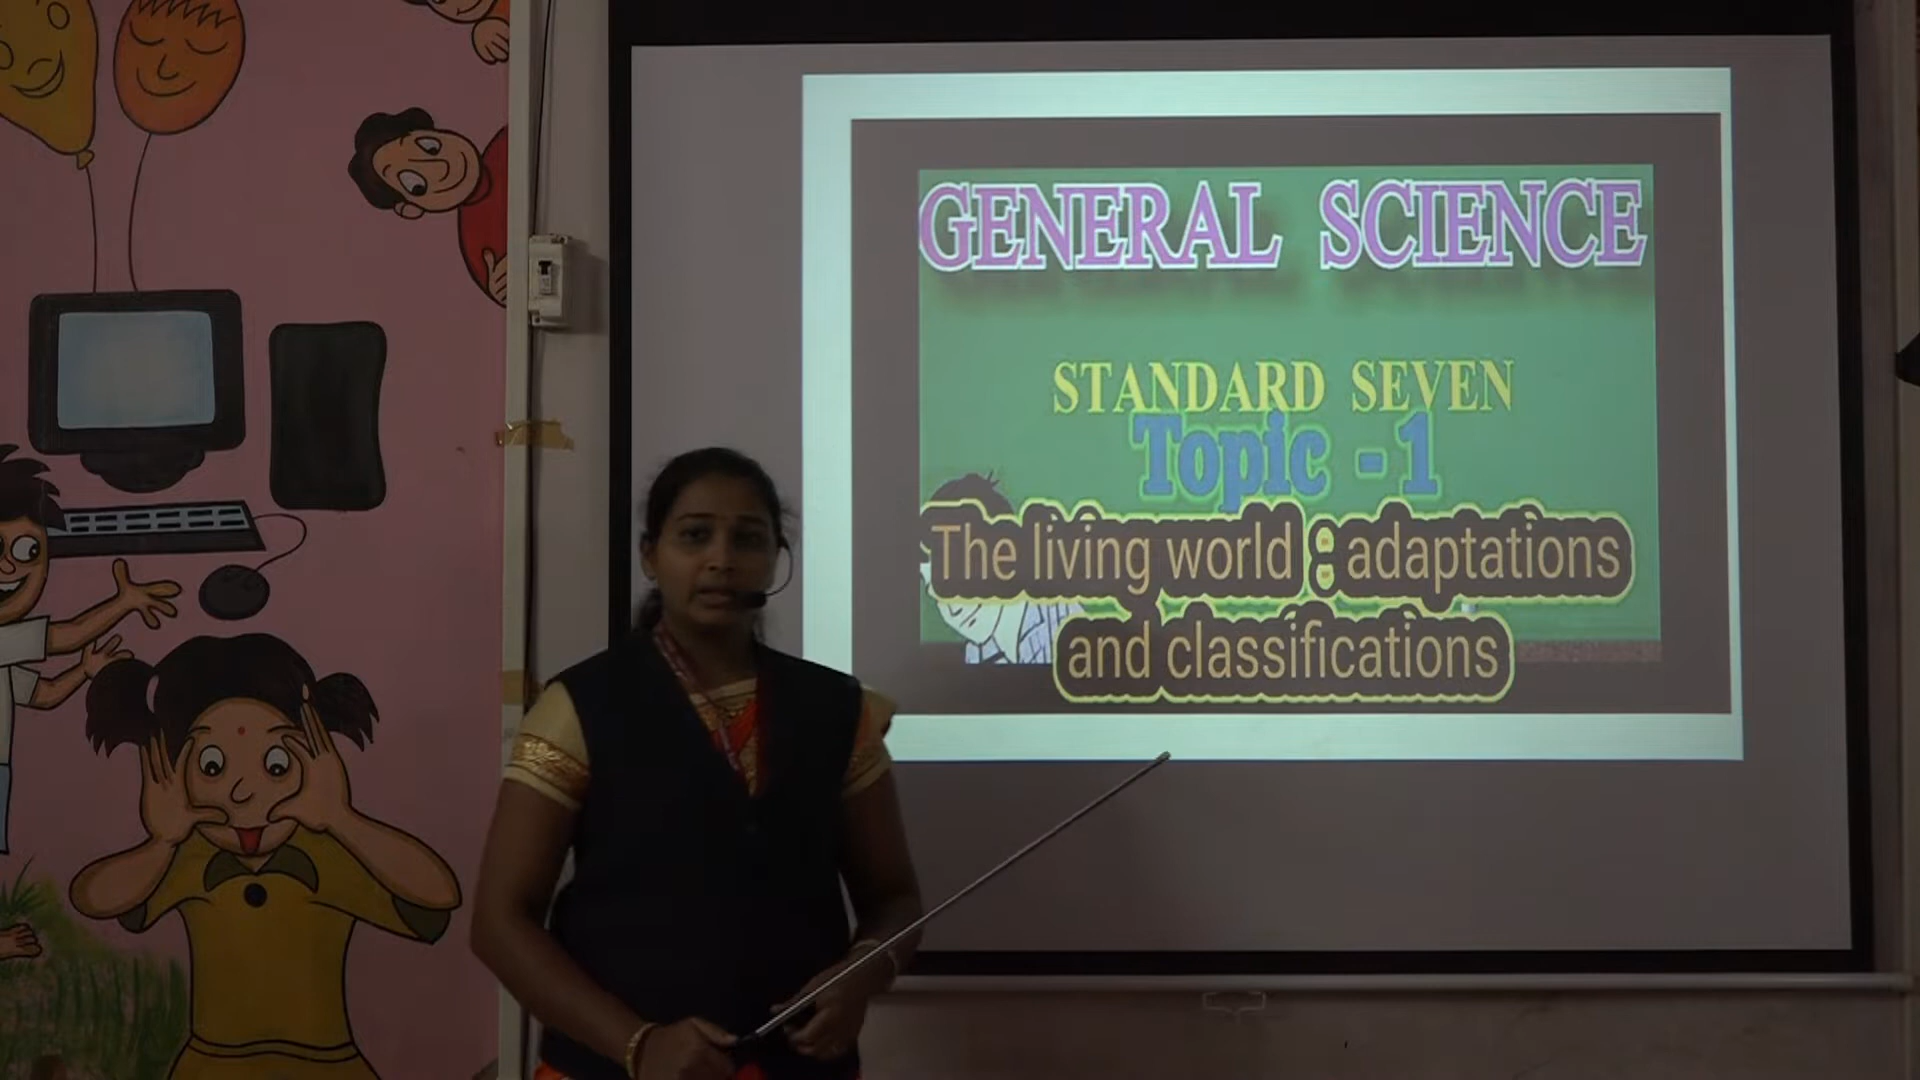 GENERAL SCIENCE
STANDARD SEVEN
Topic - 1
The living world : adaptations
and classifications